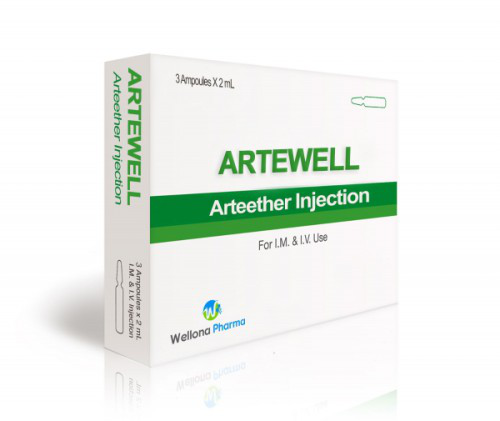 3 Ampoules X 2 mL
ARTEWELL
Arteether Injection
For I.M. & I.V. Use
Wellona Pharma
ARTEWELL
Arteether Injection
3 Ampoules x 2 mL
I.M. & I.V. Injection